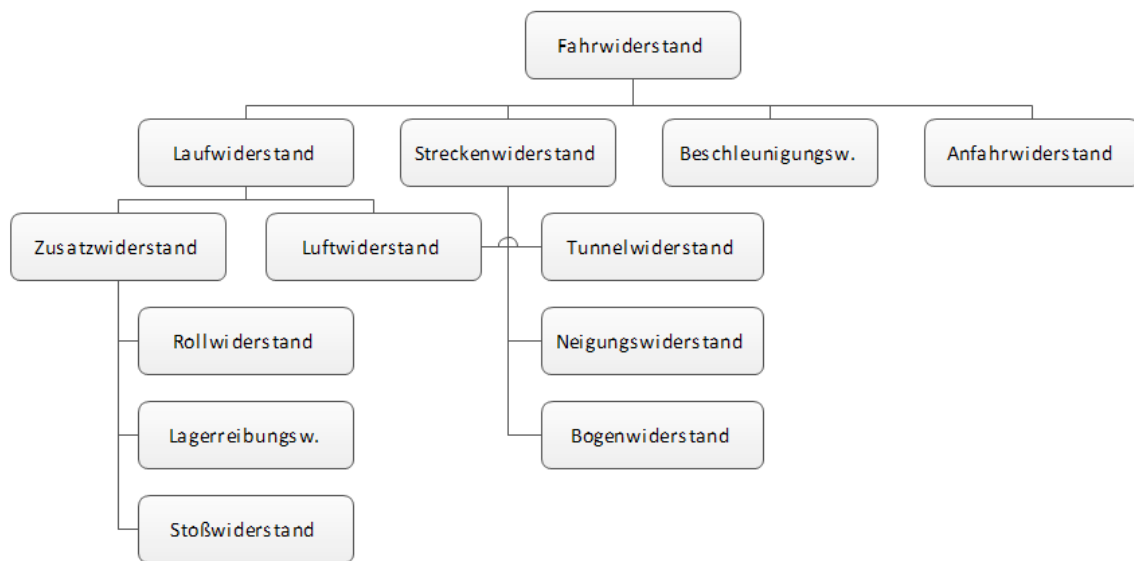 Fahrwiderstand
Laufwiderstand
Streckenwiderstand
Beschleunigungsw.
Anfahrwiderstand
Zusatzwiderstand
Luftwiderstand
Tunnelwiderstand
Rollwiderstand
Neigungswiderstand
Lagerreibungsw.
Bogenwiderstand
Stoßwiderstand